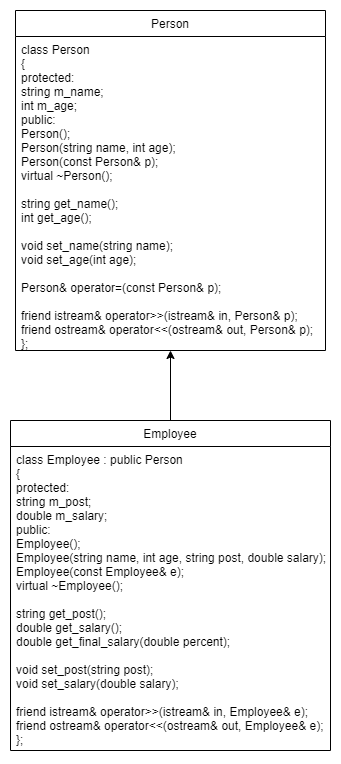 Person
class Person
{
protected:
string m_name;
int m_age;
public:
Person();
Person(string name, int age);
Person(const Person& p);
virtual ~Person();
string get_name();
int get_age();
void set_name(string name);
void set_age(int age);
Person& operator=(const Person& p);
friend istream& operator>>(istream& in, Person& p);
friend ostream& operator<<(ostream& out, Person& p);
};
Employee
class Employee : public Person
{
protected:
string m_post;
double m_salary;
public:
Employee();
Employee(string name, int age, string post, double salary);
Employee(const Employee& e);
virtual ~Employee();
string get_post();
double get_salary();
double get_final_salary(double percent);
void set_post(string post);
void set_salary(double salary);
friend istream& operator>>(istream& in, Employee& e);
friend ostream& operator<<(ostream& out, Employee& e);
};